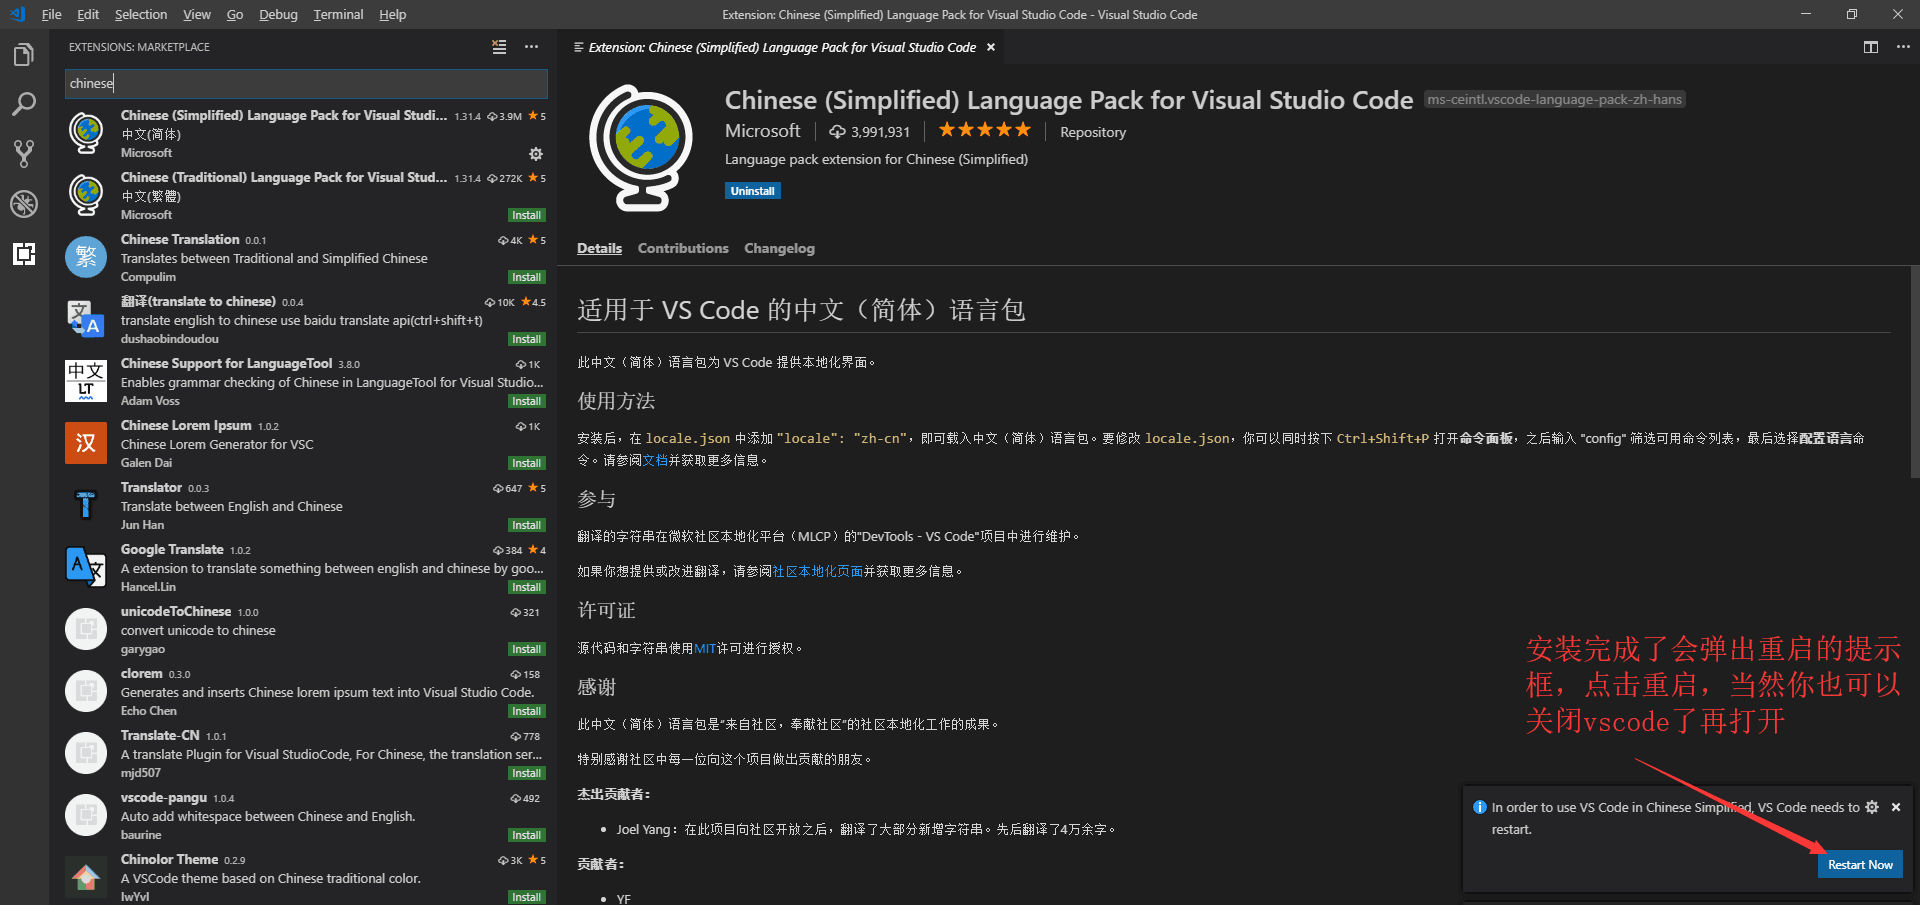 File Edit Selection View Go Debug Terminal Help
Extension: Chinese (Simplified) Language Pack for Visual Studio Code - Visual Studio Code
EXTENSIONS: MARKETPLACE
chinese
Chinese (Simplified) Language Pack for Visual Studi... 1.31.4 3.9M 5
中文(简体)
Microsoft
Chinese (Traditional) Language Pack for Visual Stud... 1.31.4 272K 5
中文(繁體)
Microsoft Install
繁
Chinese Translation 0.0.1 4K 5
Translates between Traditional and Simplified Chinese
Compulim Install
文 A
翻译(translate to chinese) 0.0.4 10K 4.5
translate english to chinese use baidu translate api(ctrl+shift+t)
dushaobindoudou Install
中文
LT
Chinese Support for LanguageTool 3.8.0 1K
Enables grammar checking of Chinese in LanguageTool for Visual Studio...
Adam Voss Install
汉
Chinese Lorem Ipsum 1.0.2 1K
Chinese Lorem Generator for VSC
Galen Dai Install
T
Translator 0.0.3 647 5
Translate between English and Chinese
Jun Han Install
A 文
Google Translate 1.0.2 384 4
A extension to translate something between english and chinese by goo...
Hancel.Lin Install
unicodeToChinese 1.0.0 321
convert unicode to chinese
garygao Install
clorem 0.3.0 158
Generates and inserts Chinese lorem ipsum text into Visual Studio Code.
Echo Chen Install
Translate-CN 1.0.1 778
A translate Plugin for Visual StudioCode, For Chinese, the translation ser...
mjd507 Install
vscode-pangu 1.0.4 492
Auto add whitespace between Chinese and English.
baurine Install
Chinolor Theme 0.2.9 3K 5
A VSCode theme based on Chinese traditional color.
lwYvl Install
Extension: Chinese (Simplified) Language Pack for Visual Studio Code
Chinese (Simplified) Language Pack for Visual Studio Code ms-ceintl.vscode-language-pack-zh-hans
Microsoft 3,991,931 Repository
Language pack extension for Chinese (Simplified)
Uninstall
Details Contributions Changelog
适用于 VS Code 的中文（简体）语言包
此中文（简体）语言包为 VS Code 提供本地化界面。
使用方法
安装后，在 locale.json 中添加 "locale": "zh-cn"，即可载入中文（简体）语言包。要修改 locale.json，你可以同时按下 Ctrl+Shift+P 打开命令面板，之后输入 "config" 筛选可用命令列表，最后选择配置语言命
令。请参阅文档并获取更多信息。
参与
翻译的字符串在微软社区本地化平台（MLCP）的"DevTools - VS Code"项目中进行维护。
如果你想提供或改进翻译，请参阅社区本地化页面并获取更多信息。
许可证
源代码和字符串使用MIT许可进行授权。
感谢
此中文（简体）语言包是“来自社区，奉献社区”的社区本地化工作的成果。
特别感谢社区中每一位向这个项目做出贡献的朋友。
杰出贡献者：
• Joel Yang：在此项目向社区开放之后，翻译了大部分新增字符串。先后翻译了4万余字。
贡献者：
• YF
安装完成了会弹出重启的提示
框，点击重启，当然你也可以
关闭vscode了再打开
In order to use VS Code in Chinese Simplified, VS Code needs to
restart.
Restart Now